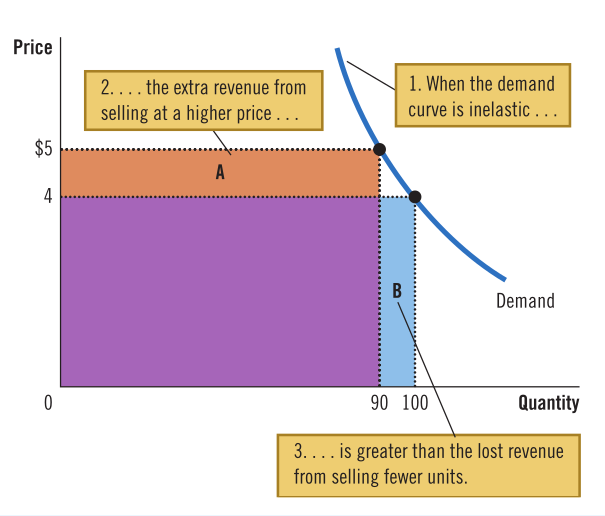 Price
2. . . . the extra revenue from
selling at a higher price . . .
1. When the demand
curve is inelastic . . .
$5
A
4
B
Demand
0
90
100
Quantity
3. . . . is greater than the lost revenue
from selling fewer units.